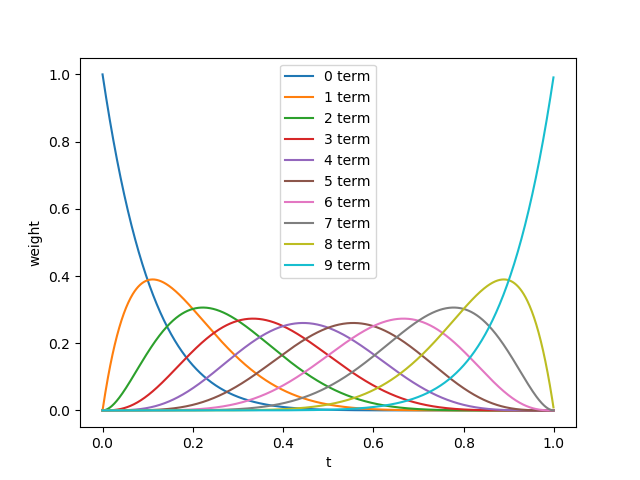 1.0
0.8
0.6
0.4
0.2
0.0
weight
0 term
1 term
2 term
3 term
4 term
5 term
6 term
7 term
8 term
9 term
0.0 0.2 0.4 0.6 0.8 1.0
t